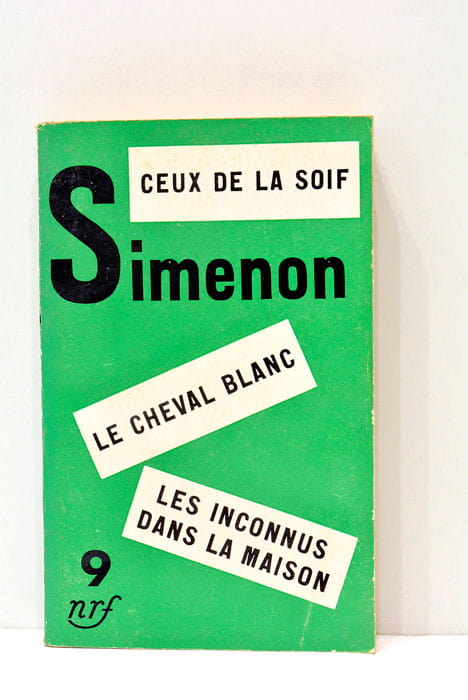 CEUX DE LA SOIF
Simenon
LE CHEVAL BLANC
LES INCONNUS
DANS LA MAISON
9
nrf